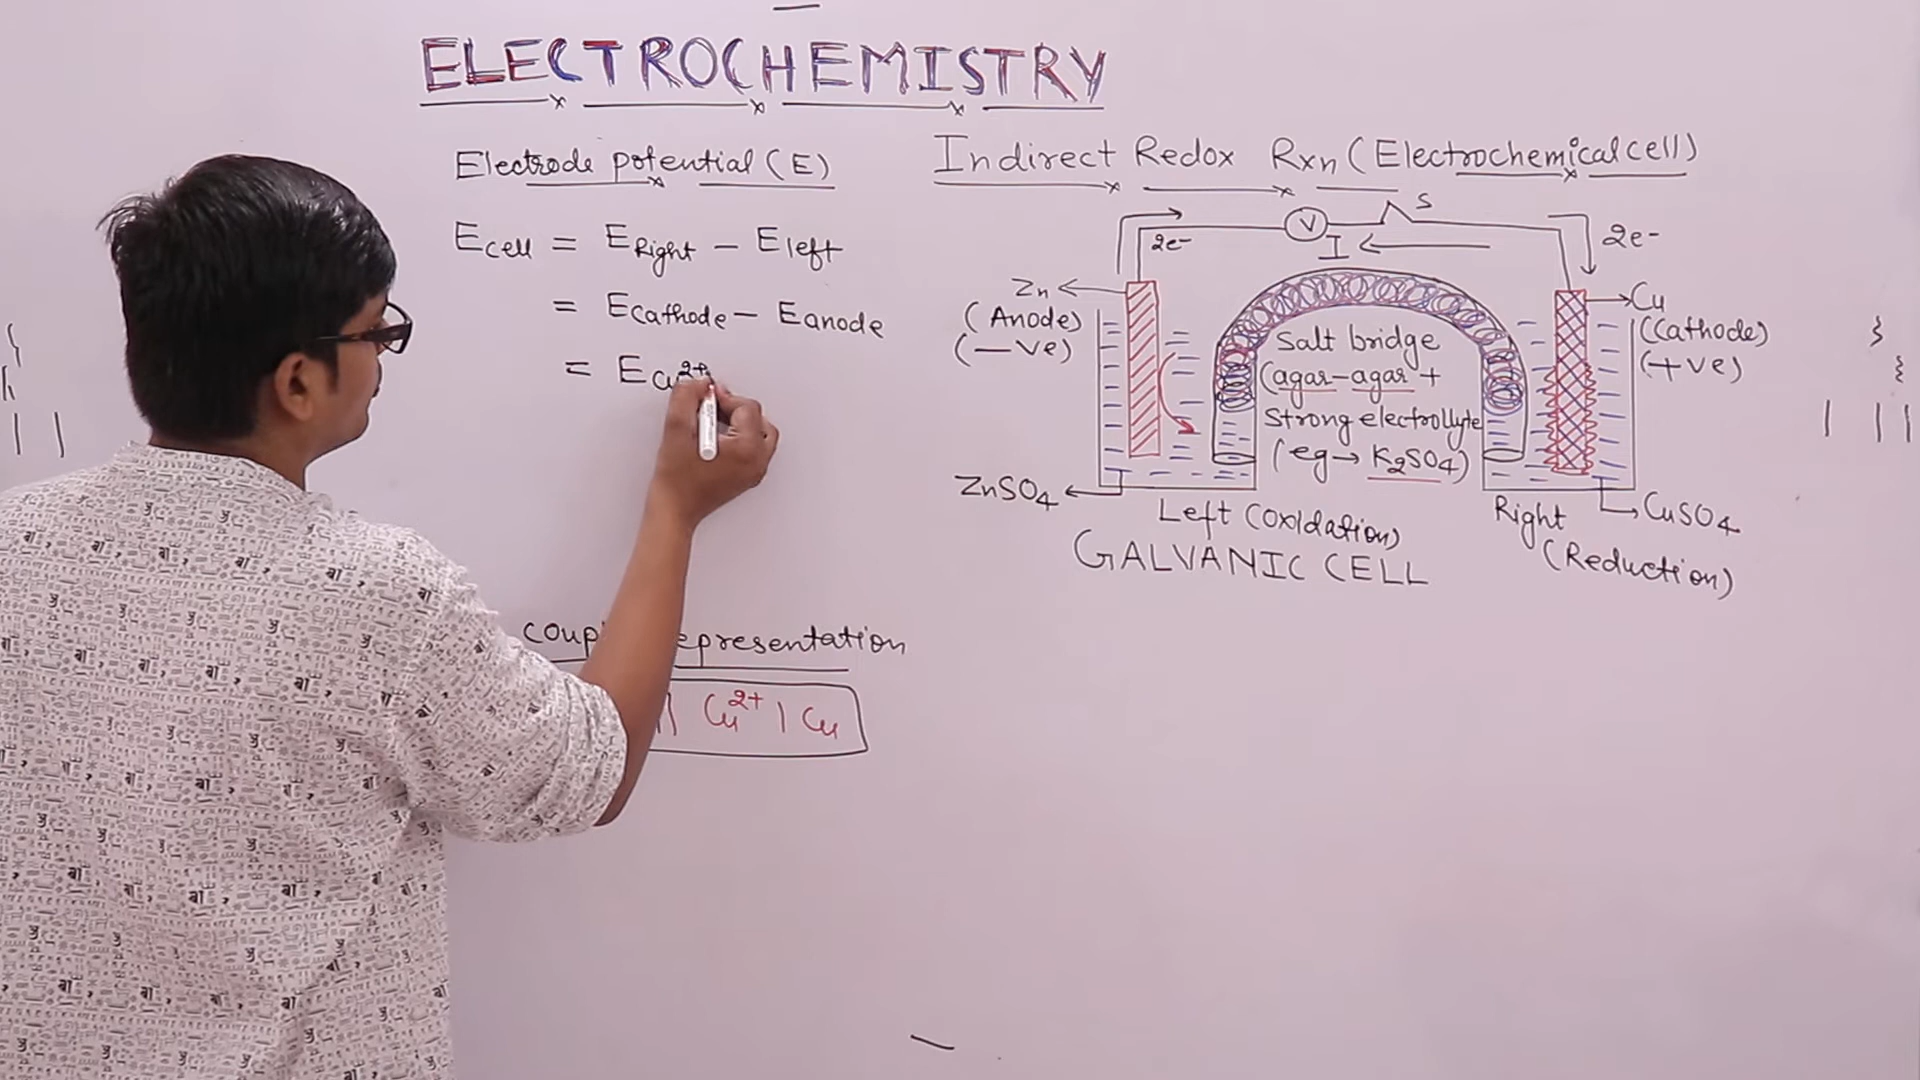 ELECTROCHEMISTRY
Electrode potential (E)
Ecell = ERight - Eleft
= Ecathode - Eanode
= ECu2+
representation
|| Cu2+ | Cu
Indirect Redox Rxn (Electrochemical cell)
S
V
2e-
I
2e-
Zn
(Anode)
(-ve)
Cu
(Cathode)
(+ve)
Salt bridge
(agar-agar +
Strong electrollyte
(eg→ K2SO4)
ZnSO4
CuSO4
Left (Oxidation)
Right
(Reduction)
GALVANIC CELL